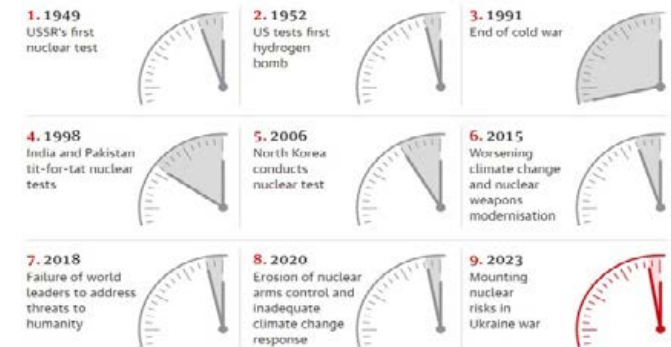 1. 1949
USSR's first
nuclear test
2. 1952
US tests first
hydrogen
bomb
3. 1991
End of cold war
4. 1998
India and Pakistan
tit-for-tat nuclear
tests
5. 2006
North Korea
conducts
nuclear test
6. 2015
Worsening
climate change
and nuclear
weapons
modernisation
7. 2018
Failure of world
leaders to address
threats to
humanity
8. 2020
Erosion of nuclear
arms control and
inadequate
climate change
response
9. 2023
Mounting
nuclear
risks in
Ukraine war